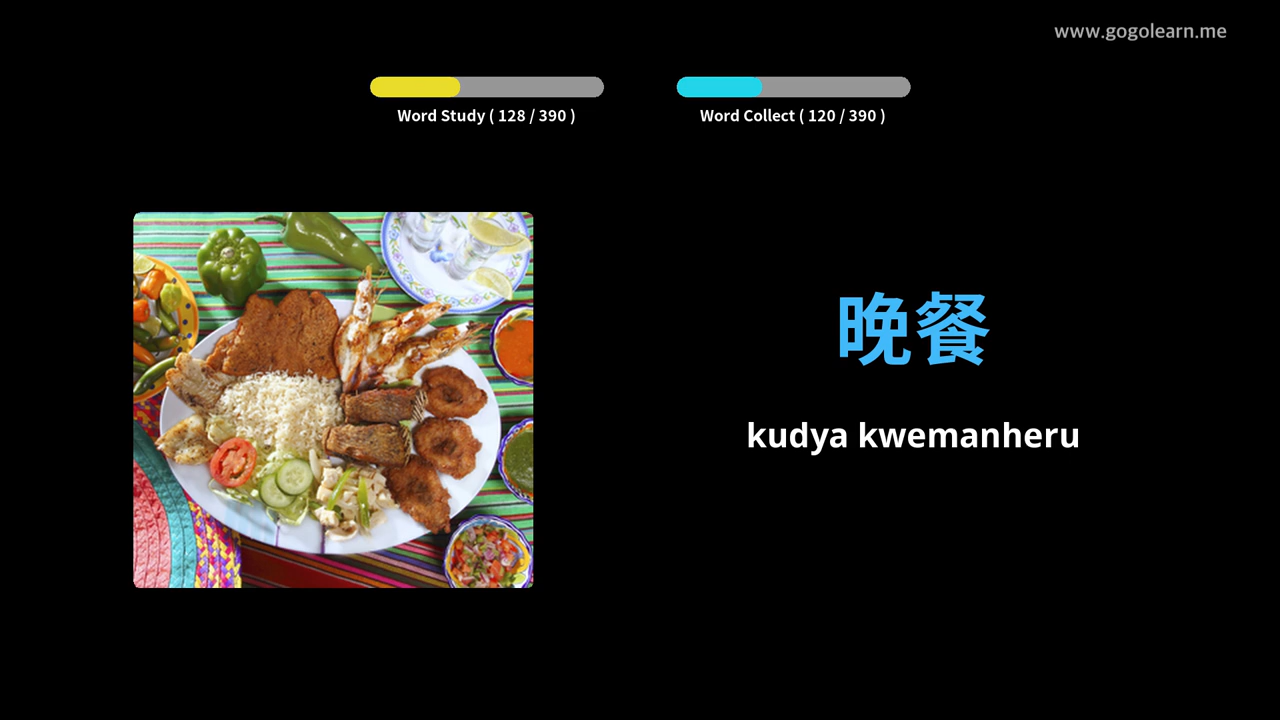 www.gogolearn.me
Word Study ( 128 / 390 )
Word Collect ( 120 / 390 )
晚餐
kudya kwemanheru